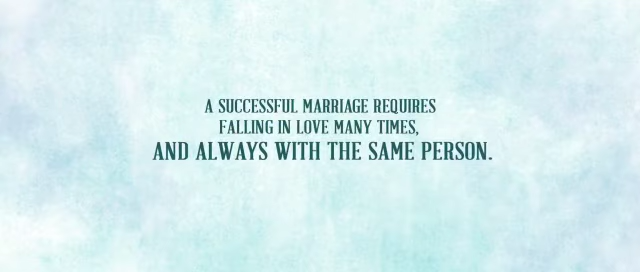 A SUCCESSFUL MARRIAGE REQUIRES
FALLING IN LOVE MANY TIMES,
AND ALWAYS WITH THE SAME PERSON.